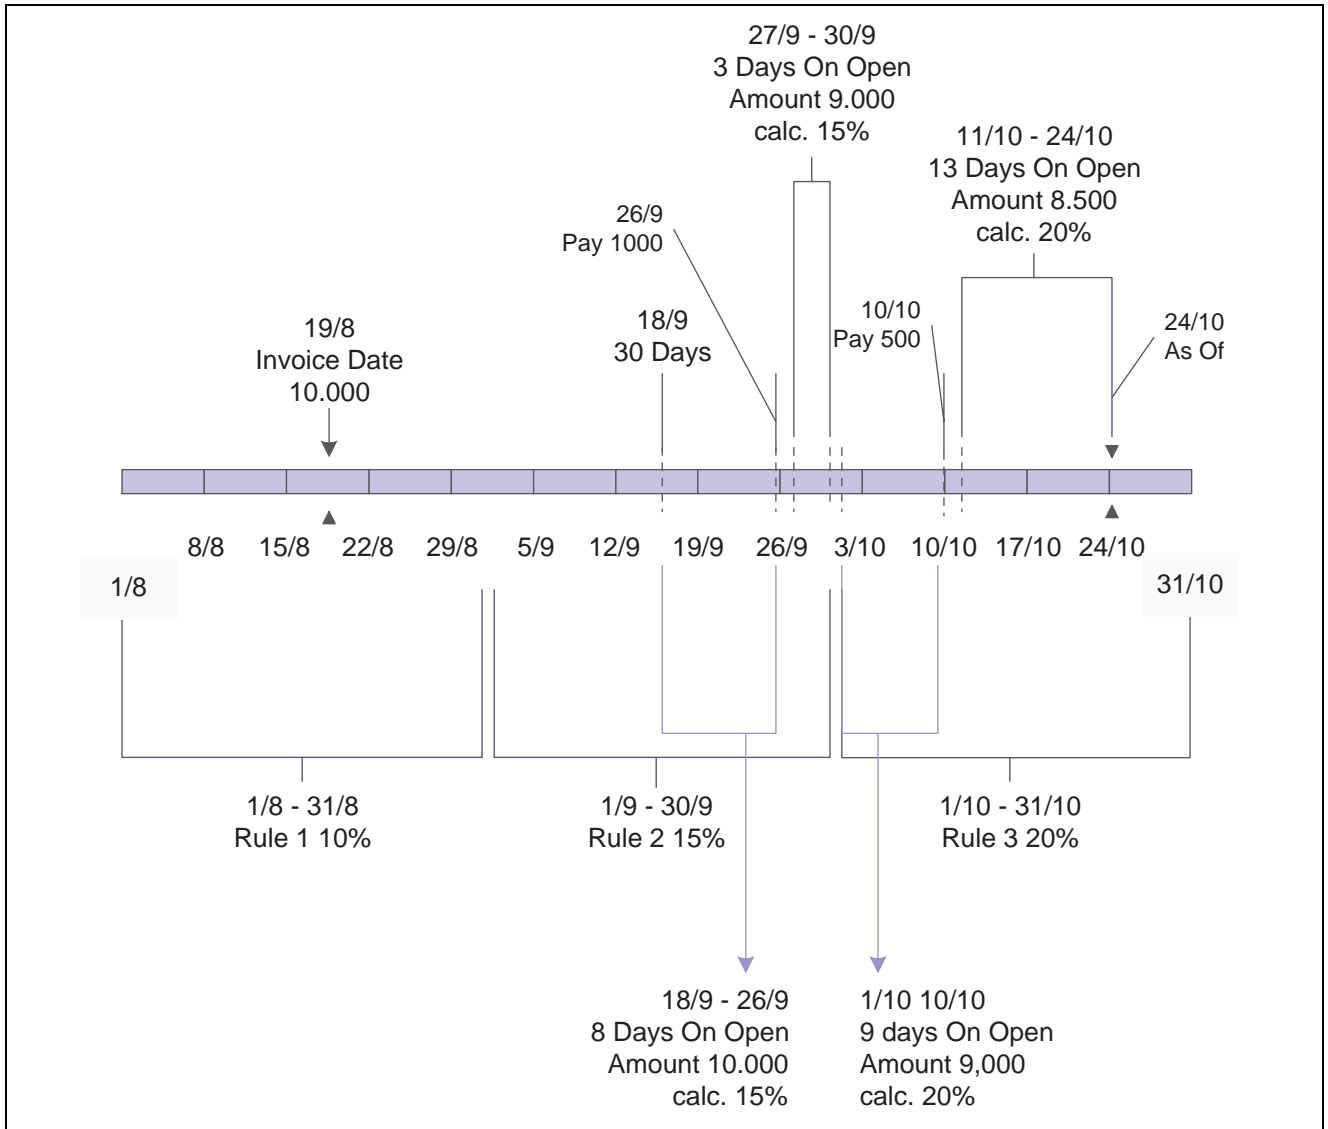 27/9 - 30/9
3 Days On Open
Amount 9.000
calc. 15%
11/10 - 24/10
13 Days On Open
Amount 8.500
calc. 20%
26/9
Pay 1000
19/8
Invoice Date
10.000
18/9
30 Days
10/10
Pay 500
24/10
As Of
8/8
15/8
22/8
29/8
5/9
12/9
19/9
26/9
3/10
10/10
17/10
24/10
1/8
31/10
1/8 - 31/8
Rule 1 10%
1/9 - 30/9
Rule 2 15%
1/10 - 31/10
Rule 3 20%
18/9 - 26/9
8 Days On Open
Amount 10.000
calc. 15%
1/10 10/10
9 days On Open
Amount 9,000
calc. 20%